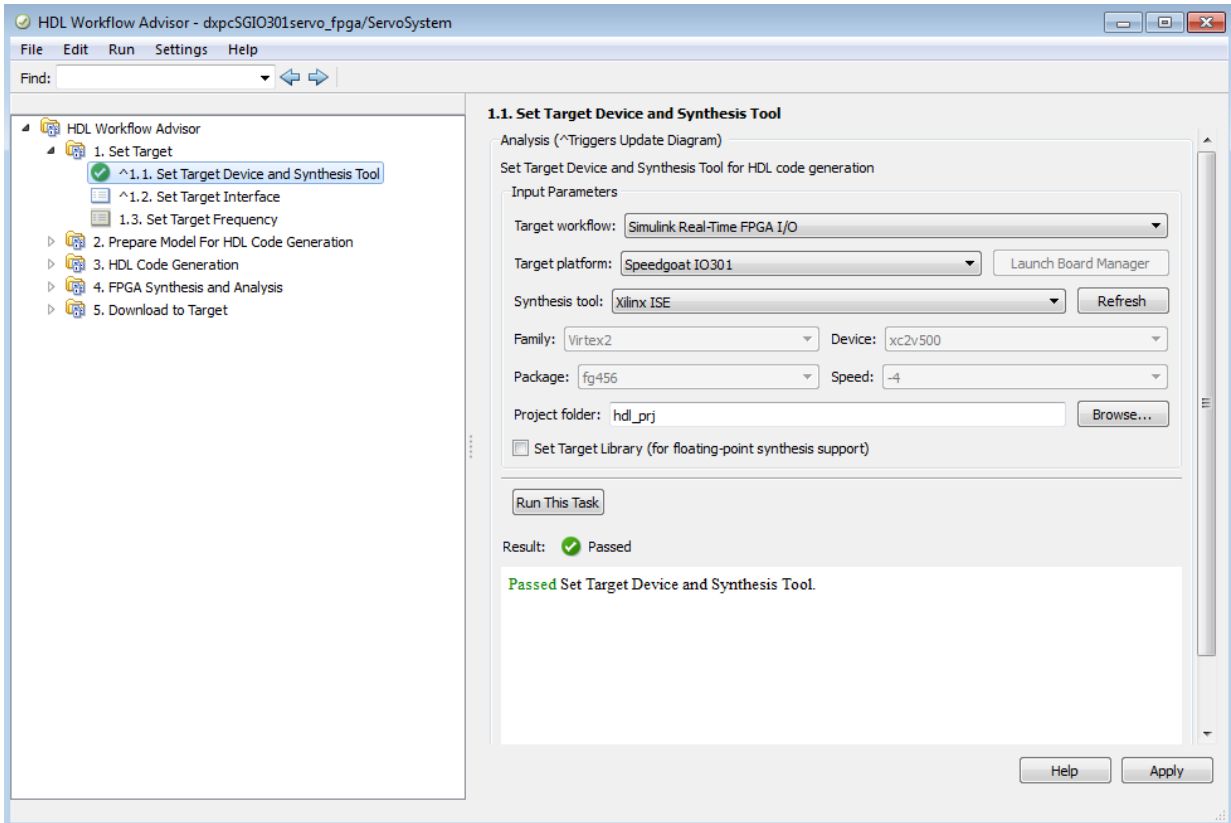 HDL Workflow Advisor - dxpcSGIO301servo_fpga/ServoSystem
File Edit Run Settings Help
Find:
HDL Workflow Advisor
1. Set Target
^1.1. Set Target Device and Synthesis Tool
^1.2. Set Target Interface
1.3. Set Target Frequency
2. Prepare Model For HDL Code Generation
3. HDL Code Generation
4. FPGA Synthesis and Analysis
5. Download to Target
1.1. Set Target Device and Synthesis Tool
Analysis (^Triggers Update Diagram)
Set Target Device and Synthesis Tool for HDL code generation
Input Parameters
Target workflow: Simulink Real-Time FPGA I/O
Target platform: Speedgoat IO301 Launch Board Manager
Synthesis tool: Xilinx ISE Refresh
Family: Virtex2 Device: xc2v500
Package: fg456 Speed: -4
Project folder: hdl_prj Browse...
Set Target Library (for floating-point synthesis support)
Run This Task
Result: Passed
Passed Set Target Device and Synthesis Tool.
Help Apply